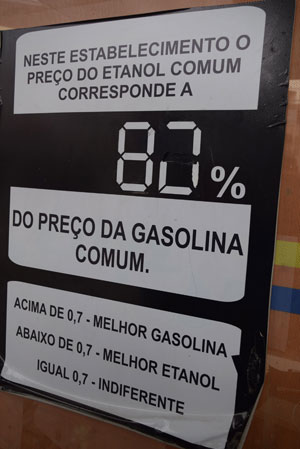 NESTE ESTABELECIMENTO O
PREÇO DO ETANOL COMUM
CORRESPONDE A
83 %
DO PREÇO DA GASOLINA
COMUM.
ACIMA DE 0,7 - MELHOR GASOLINA
ABAIXO DE 0,7 - MELHOR ETANOL
IGUAL 0,7 - INDIFERENTE